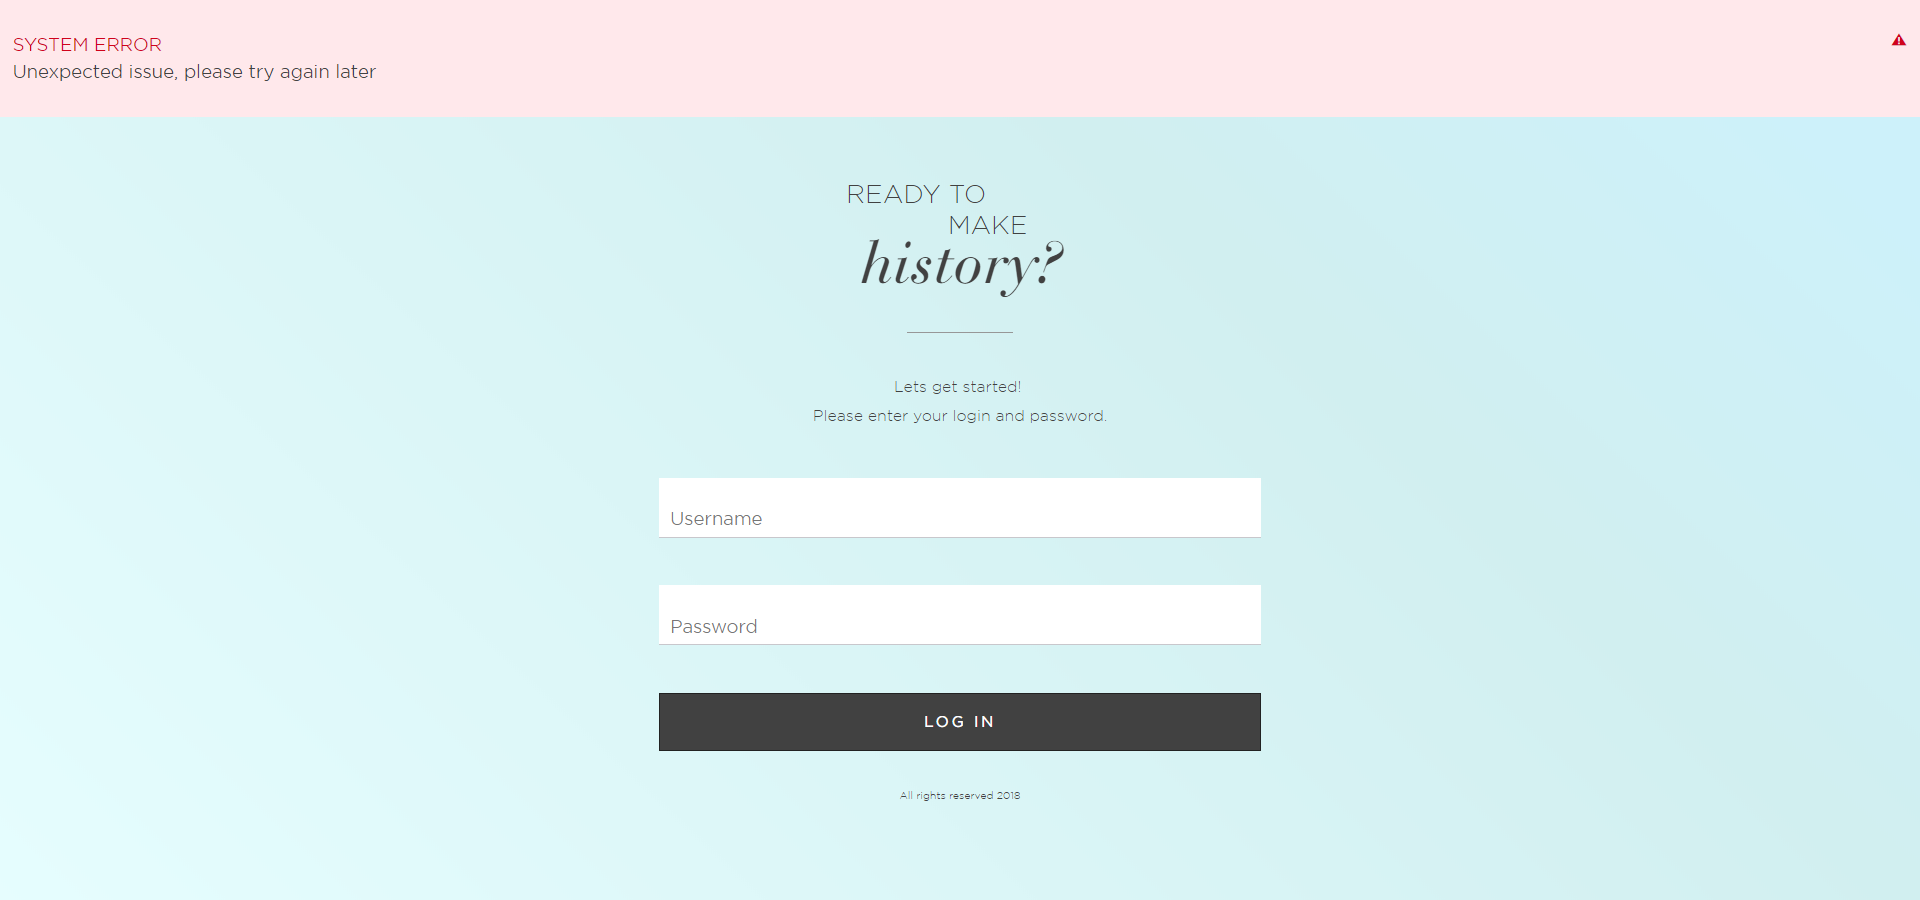 SYSTEM ERROR
Unexpected issue, please try again later
READY TO
MAKE
history?
Lets get started!
Please enter your login and password.
Username
Password
LOG IN
All rights reserved 2018